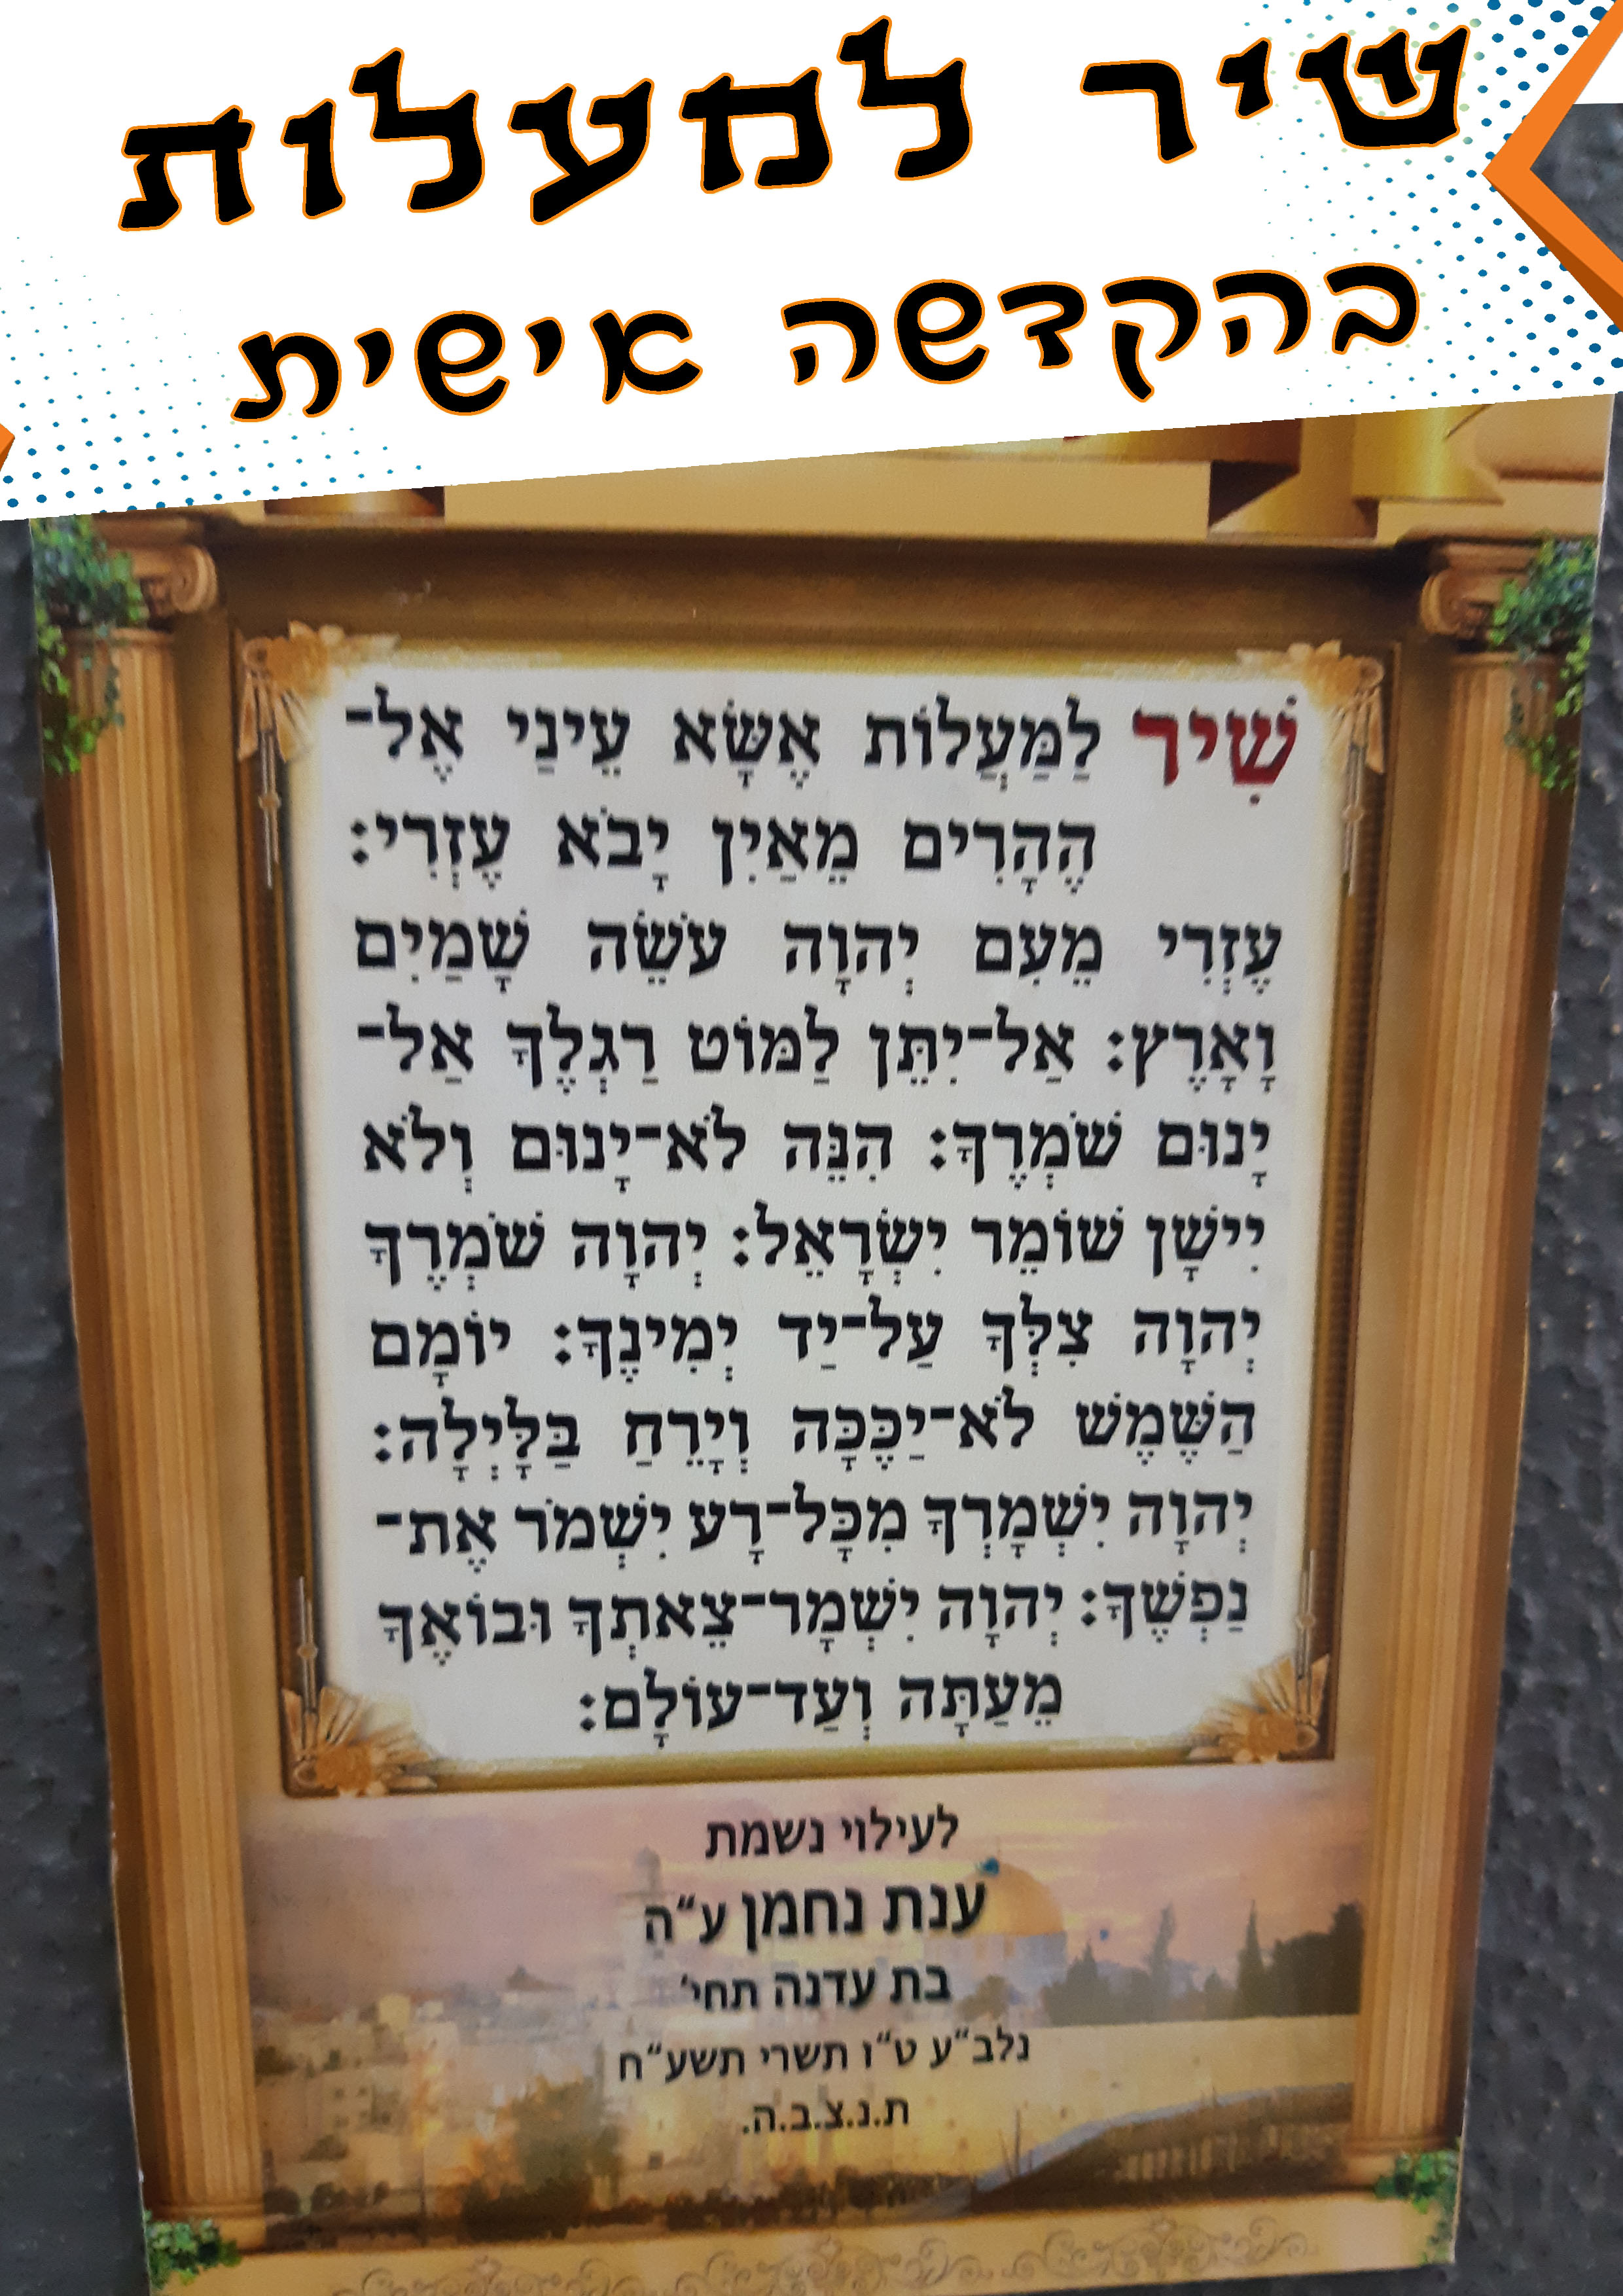 שיר למעלות
בהקדשה אישית
שִׁיר לַמַּעֲלוֹת אֶשָּׂא עֵינַי אֶל־
הֶהָרִים מֵאַיִן יָבֹא עֶזְרִי:
עֶזְרִי מֵעִם יְהוָה עֹשֵׂה שָׁמַיִם
וָאָרֶץ: אַל־יִתֵּן לַמּוֹט רַגְלֶךָ אַל־
יָנוּם שֹׁמְרֶךָ: הִנֵּה לֹא־יָנוּם וְלֹא
יִישָׁן שׁוֹמֵר יִשְׂרָאֵל: יְהוָה שֹׁמְרֶךָ
יְהוָה צִלְּךָ עַל־יַד יְמִינֶךָ: יוֹמָם
הַשֶּׁמֶשׁ לֹא־יַכֶּכָּה וְיָרֵחַ בַּלָּיְלָה:
יְהוָה יִשְׁמָרְךָ מִכָּל־רָע יִשְׁמֹר אֶת־
נַפְשֶׁךָ: יְהוָה יִשְׁמָר־צֵאתְךָ וּבוֹאֶךָ
מֵעַתָּה וְעַד־עוֹלָם:
לעילוי נשמת
ענת נחמן ע"ה
בת עדנה תחי'
נלב"ע ט"ו תשרי תשע"ח
ת.נ.צ.ב.ה.